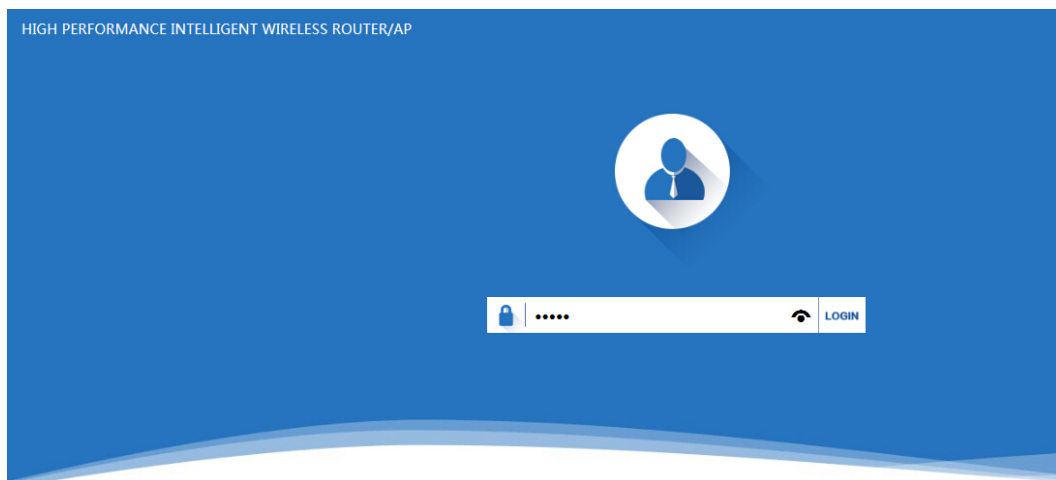 HIGH PERFORMANCE INTELLIGENT WIRELESS ROUTER/AP
•••••
LOGIN